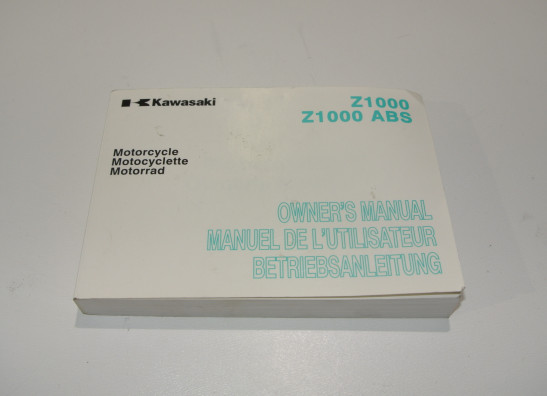 Kawasaki
Z1000
Z1000 ABS
Motorcycle
Motocyclette
Motorrad
OWNER'S MANUAL
MANUEL DE L'UTILISATEUR
BETRIEBSANLEITUNG